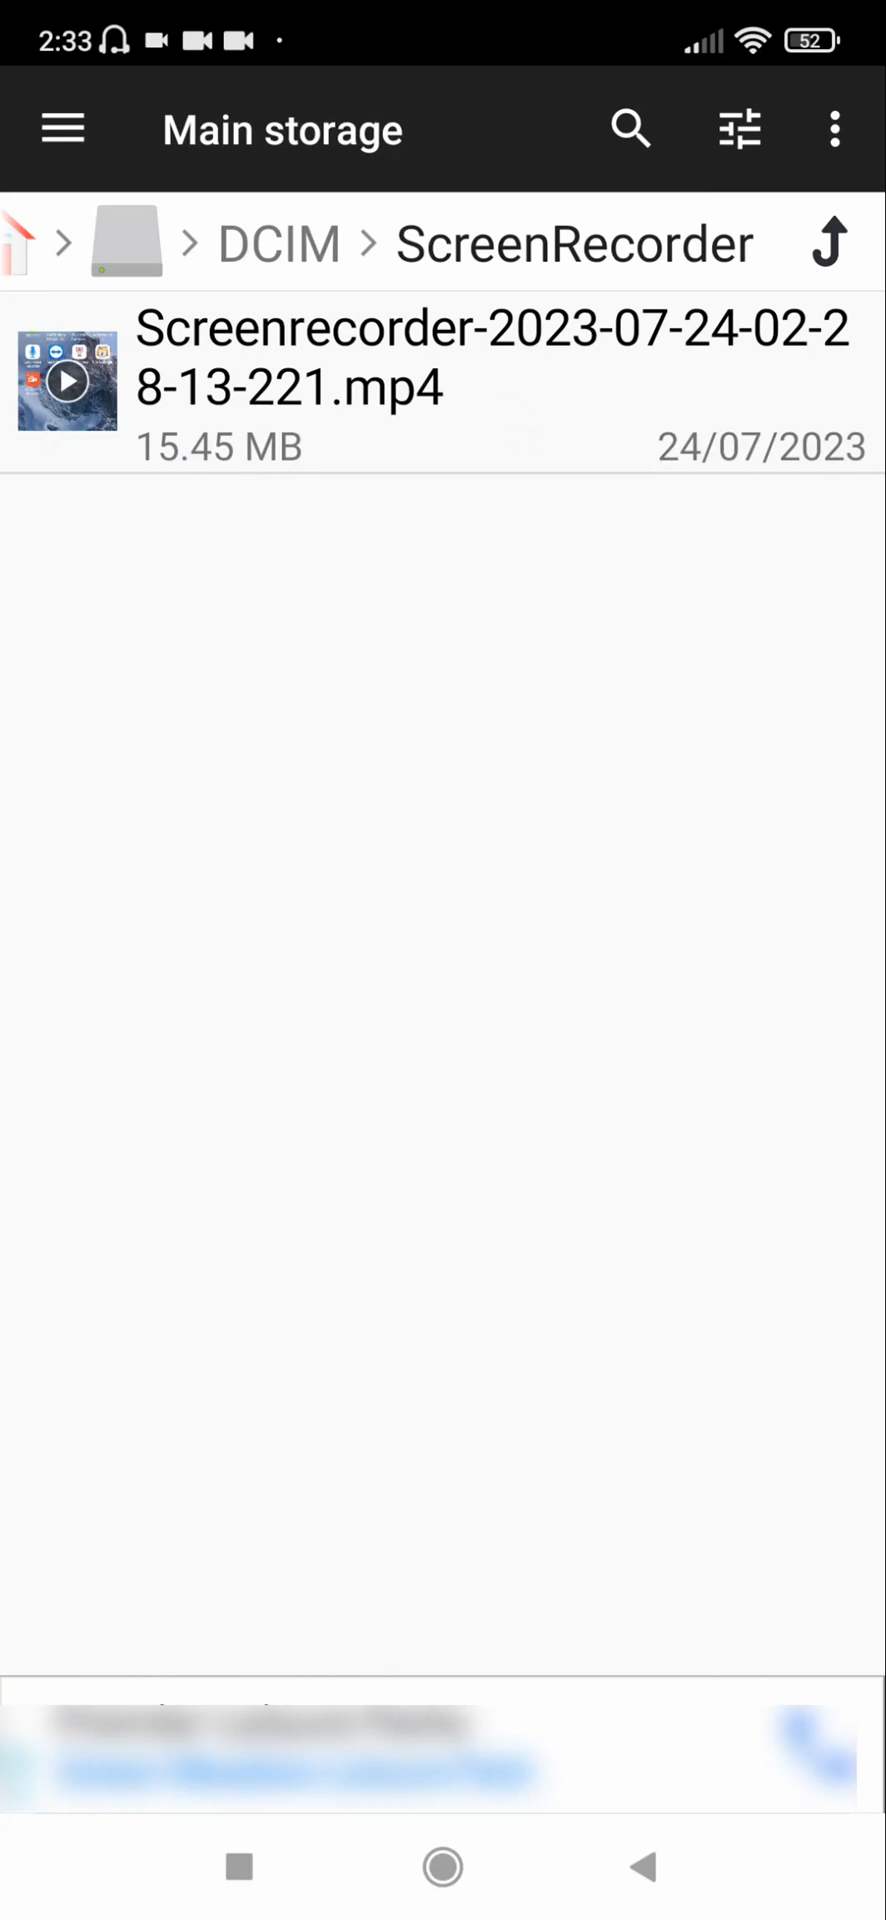 2:33
52
Main storage
DCIM
ScreenRecorder
Screenrecorder-2023-07-24-02-2
8-13-221.mp4
15.45 MB
24/07/2023